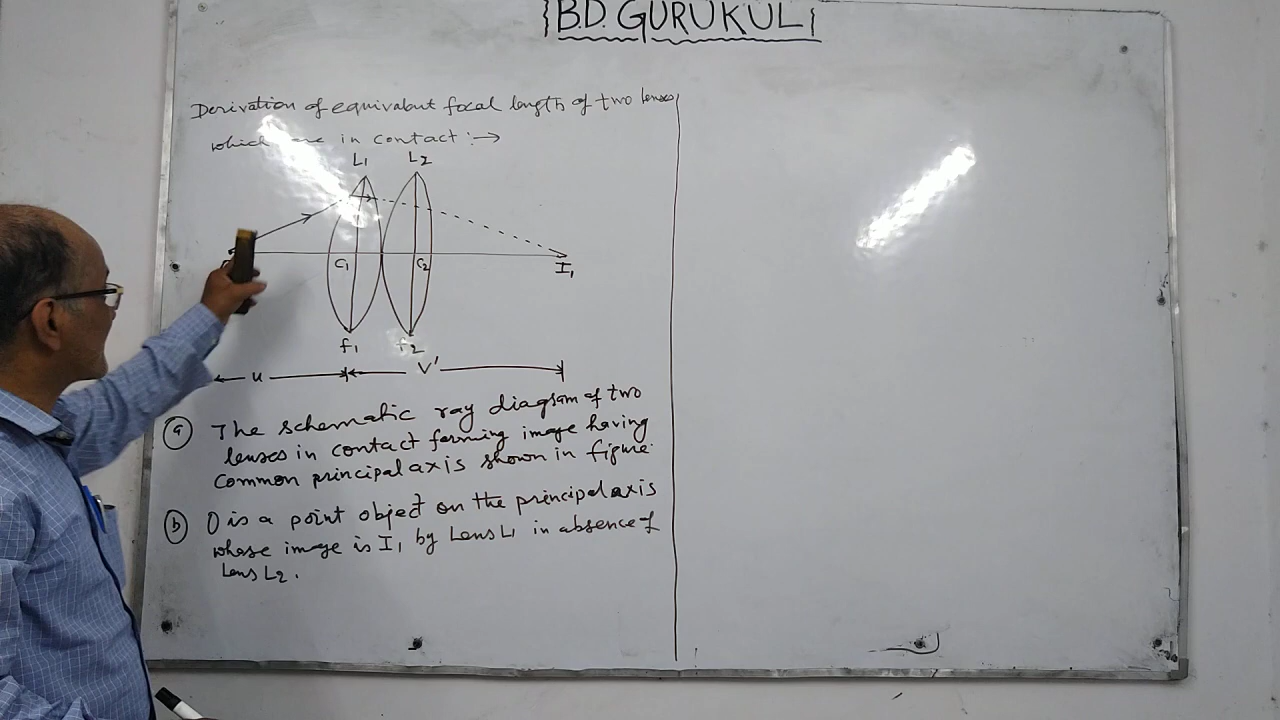 B.D. GURUKUL
Derivation of equivalent focal length of two lenses
which are in contact :→
L1 L2
C1 C2
I1
f1 f2
u V'
(a) The schematic ray diagram of two
lenses in contact forming image having
common principal axis is shown in figure.
(b) O is a point object on the principal axis
whose image is I1 by Lens L1 in absence of
Lens L2.